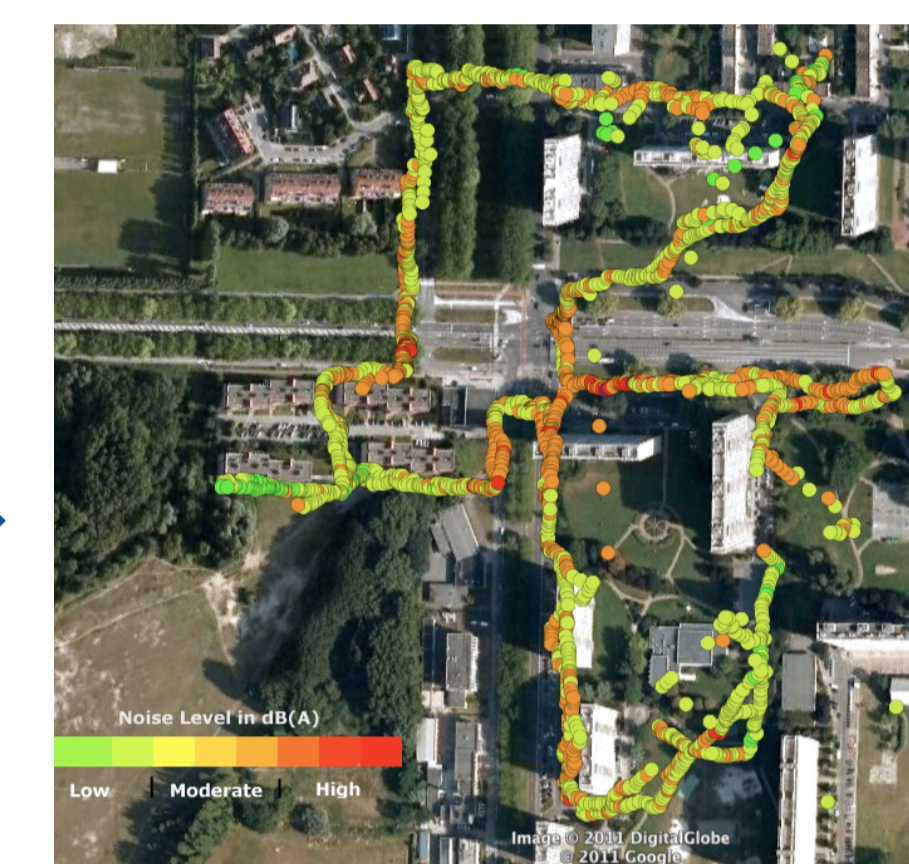 Noise Level in dB(A)
Low | Moderate | High
Image © 2011 DigitalGlobe
© 2011 Google